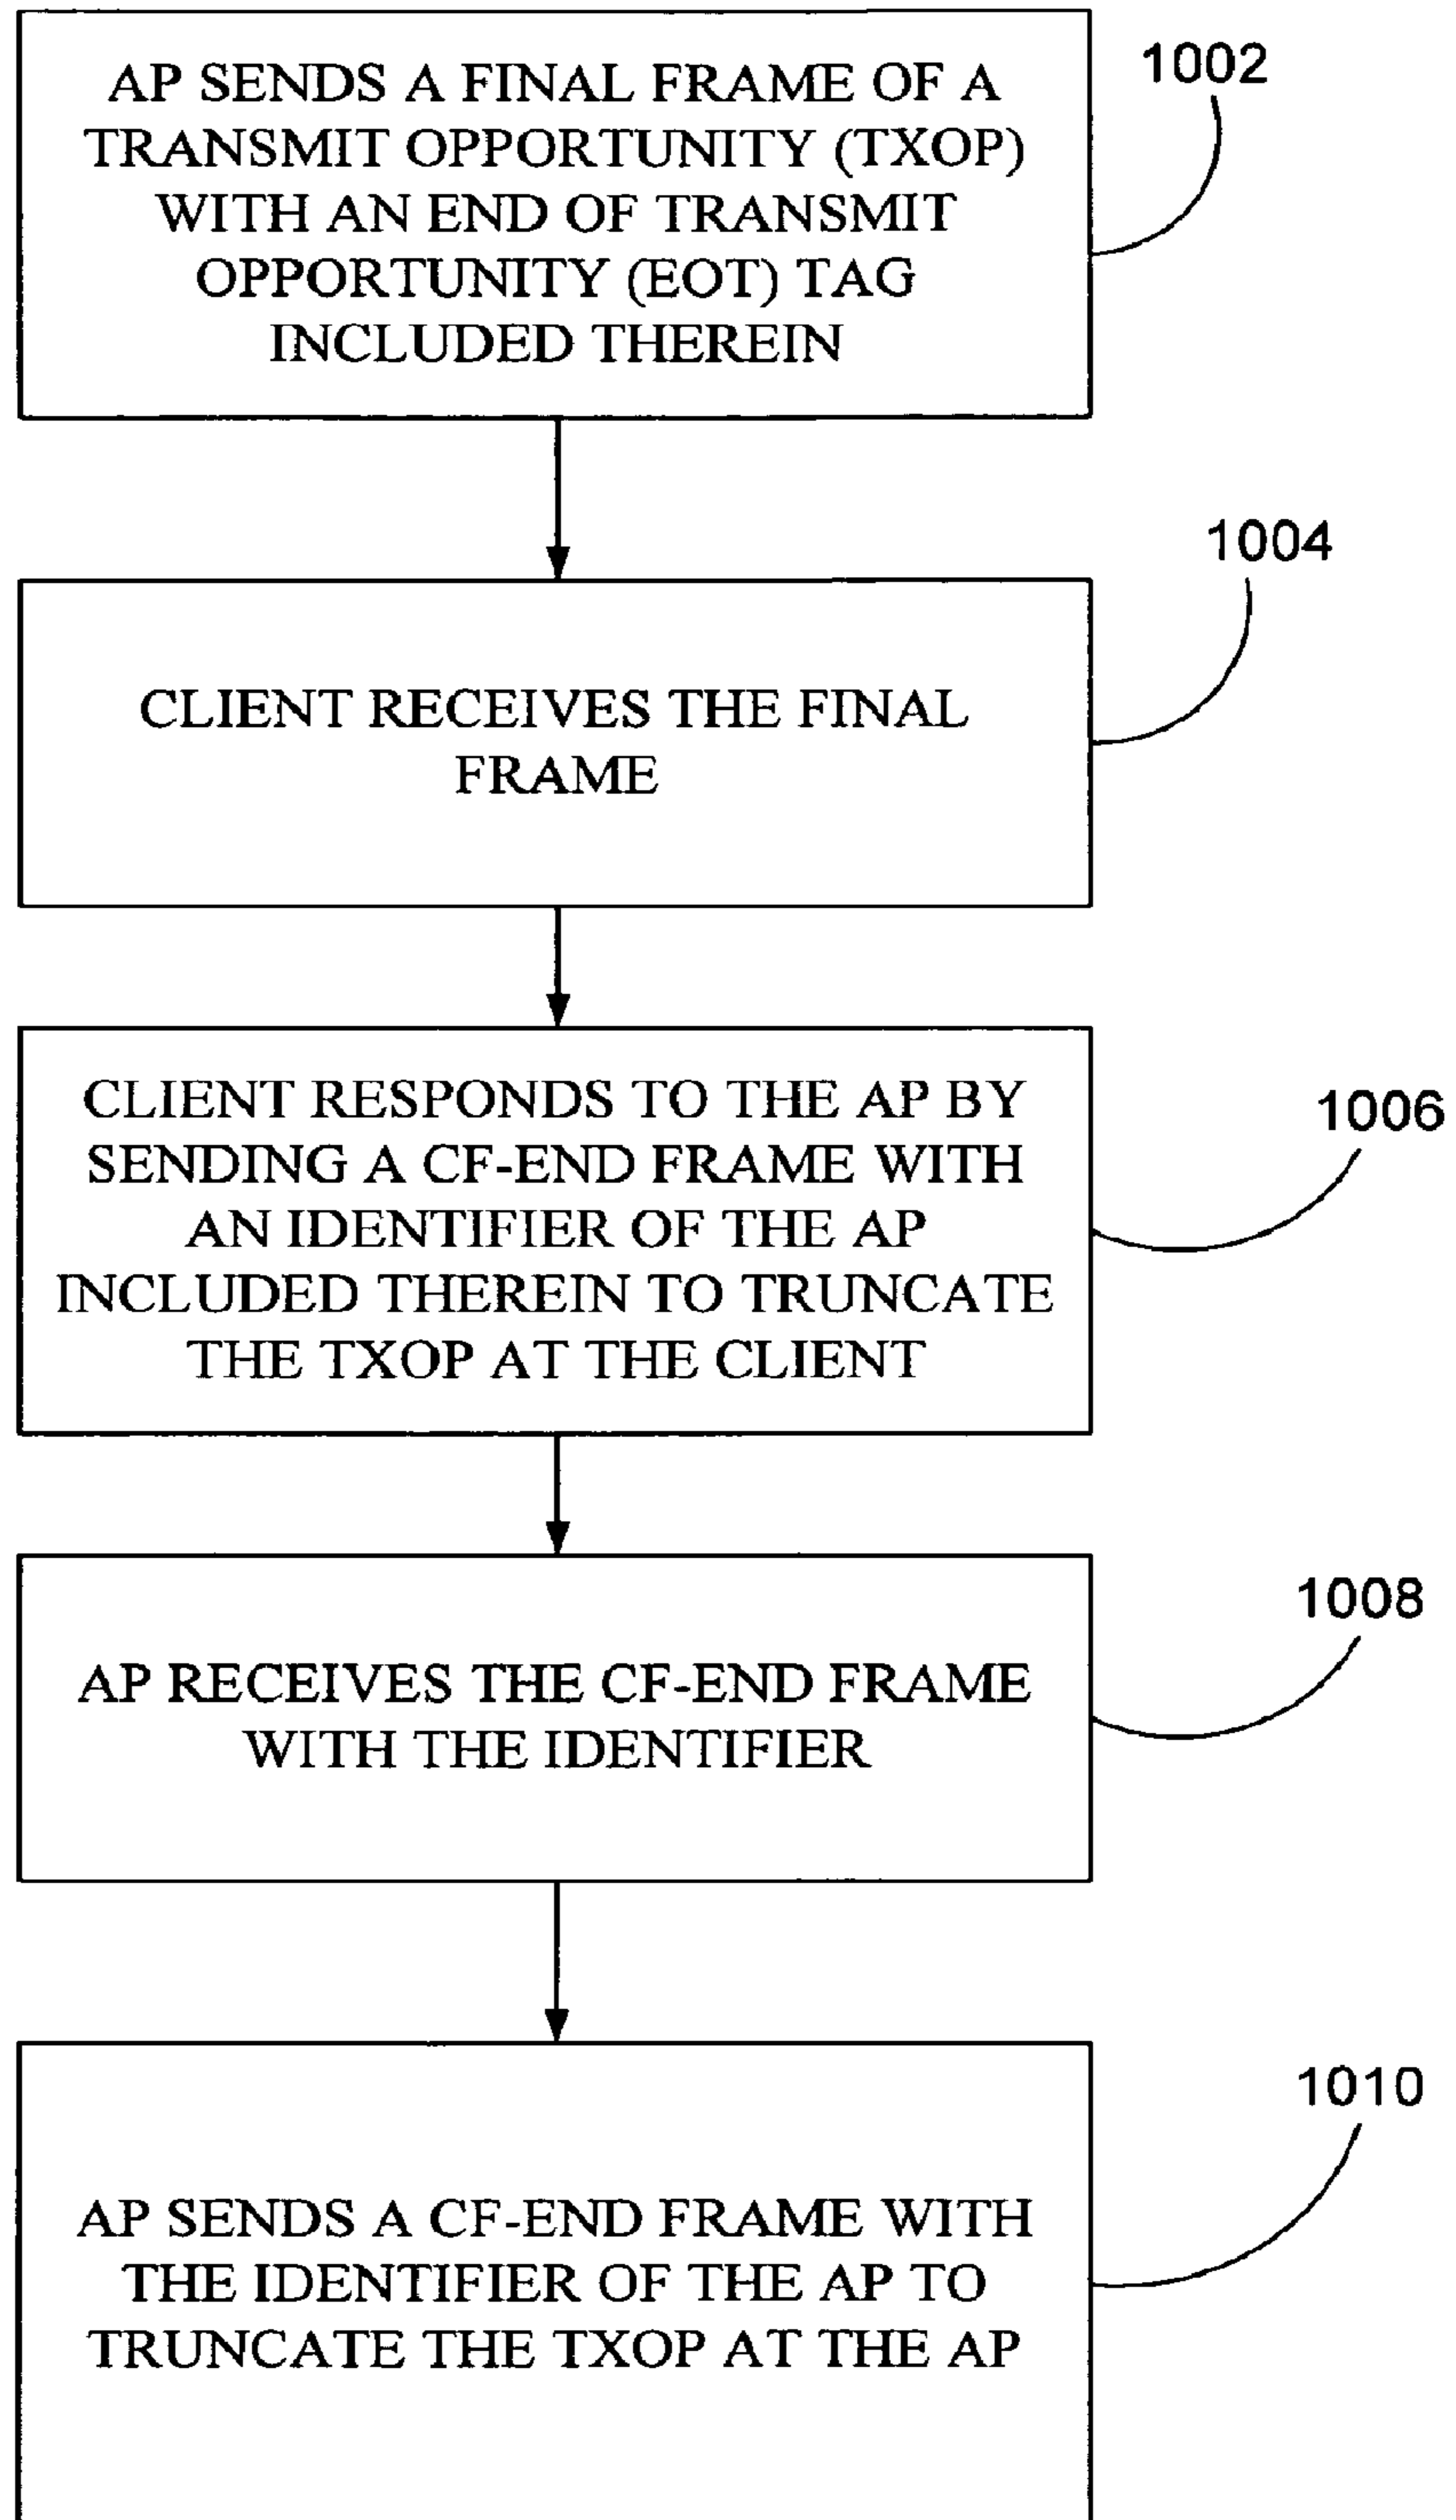 AP SENDS A FINAL FRAME OF A
TRANSMIT OPPORTUNITY (TXOP)
WITH AN END OF TRANSMIT
OPPORTUNITY (EOT) TAG
INCLUDED THEREIN
1002
1004
CLIENT RECEIVES THE FINAL
FRAME
CLIENT RESPONDS TO THE AP BY
SENDING A CF-END FRAME WITH
AN IDENTIFIER OF THE AP
INCLUDED THEREIN TO TRUNCATE
THE TXOP AT THE CLIENT
1006
1008
AP RECEIVES THE CF-END FRAME
WITH THE IDENTIFIER
1010
AP SENDS A CF-END FRAME WITH
THE IDENTIFIER OF THE AP TO
TRUNCATE THE TXOP AT THE AP